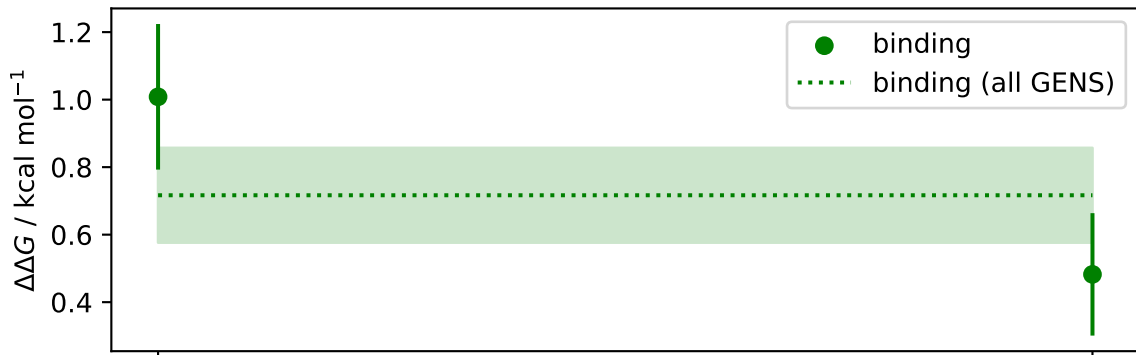 1.2
1.0
0.8
0.6
0.4
ΔΔG / kcal mol⁻¹
binding
binding (all GENS)